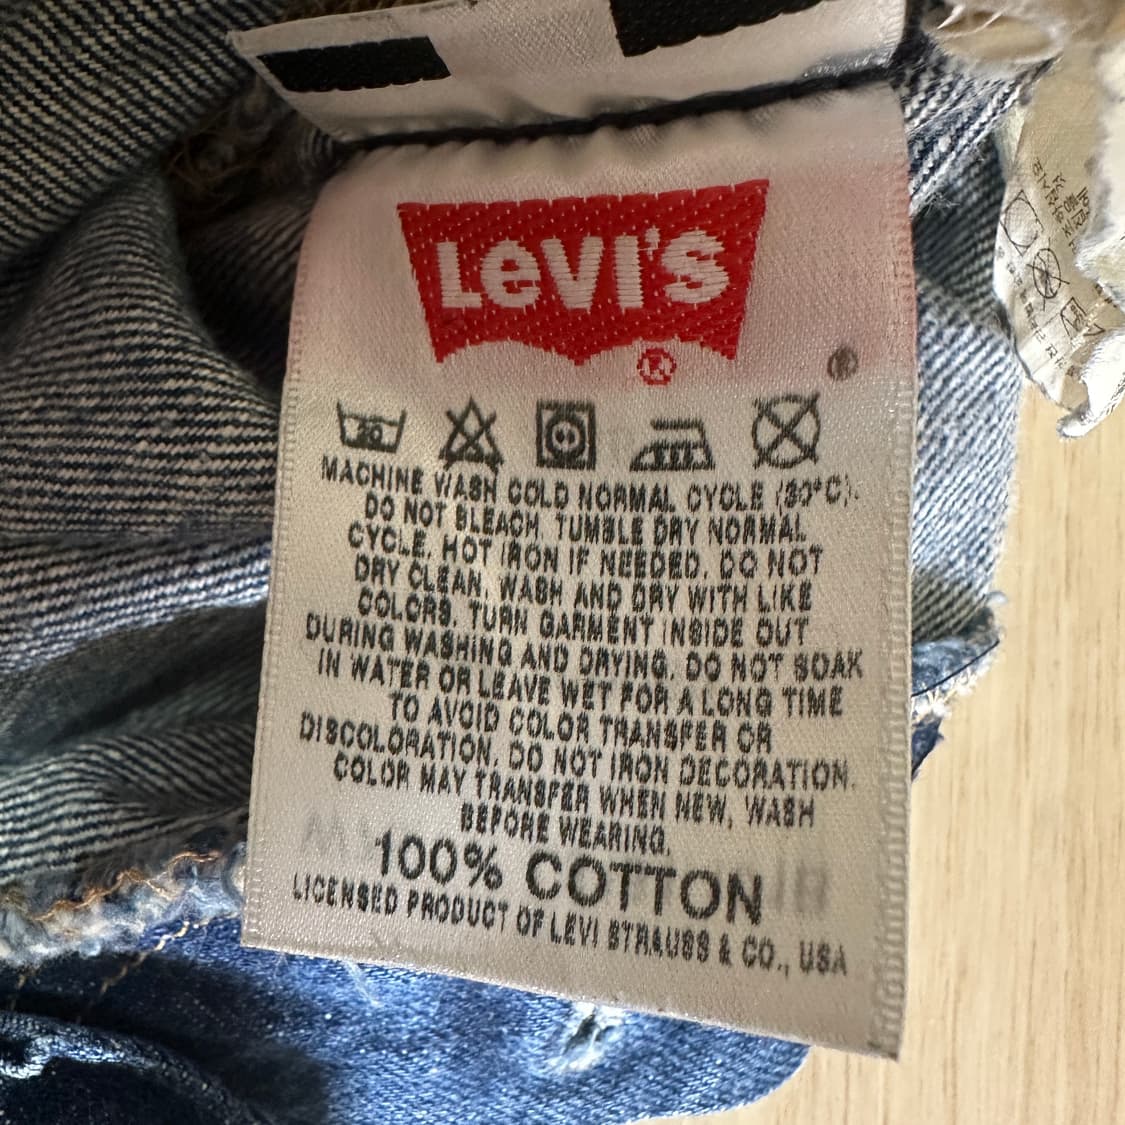 LEVI'S
®
30
MACHINE WASH COLD NORMAL CYCLE (30°C).
DO NOT BLEACH. TUMBLE DRY NORMAL
CYCLE. HOT IRON IF NEEDED. DO NOT
DRY CLEAN. WASH AND DRY WITH LIKE
COLORS. TURN GARMENT INSIDE OUT
DURING WASHING AND DRYING. DO NOT SOAK
IN WATER OR LEAVE WET FOR A LONG TIME
TO AVOID COLOR TRANSFER OR
DISCOLORATION. DO NOT IRON DECORATION.
COLOR MAY TRANSFER WHEN NEW, WASH
BEFORE WEARING.
100% COTTON
LICENSED PRODUCT OF LEVI STRAUSS & CO., USA